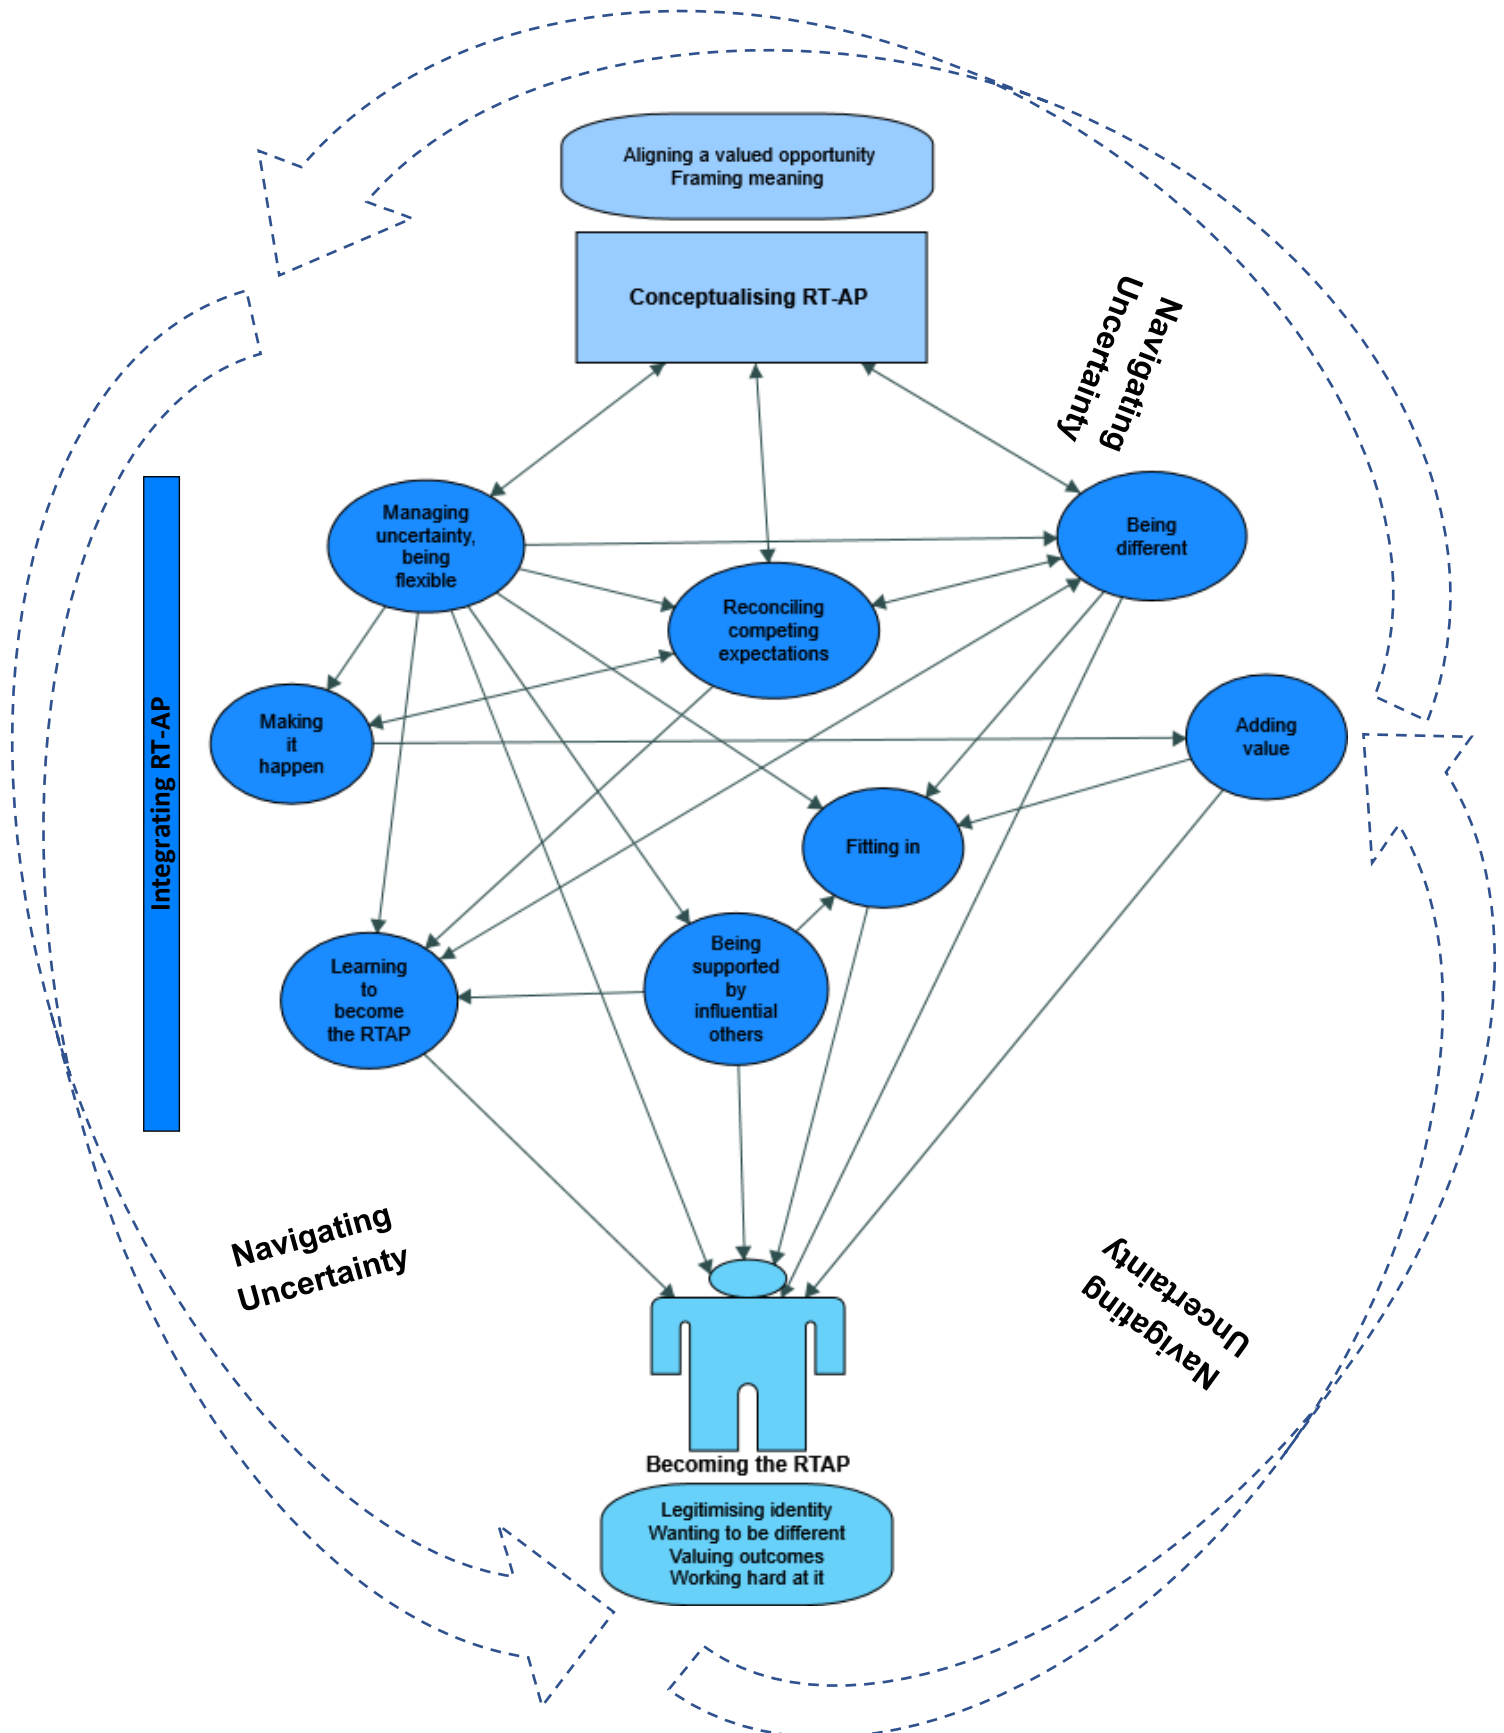 Aligning a valued opportunity
Framing meaning
Conceptualising RT-AP
Navigating
Uncertainty
Managing
uncertainty,
being
flexible
Being
different
Reconciling
competing
expectations
Making
it
happen
Adding
value
Integrating RT-AP
Fitting in
Learning
to
become
the RTAP
Being
supported
by
influential
others
Navigating
Uncertainty
Navigating
Uncertainty
Becoming the RTAP
Legitimising identity
Wanting to be different
Valuing outcomes
Working hard at it